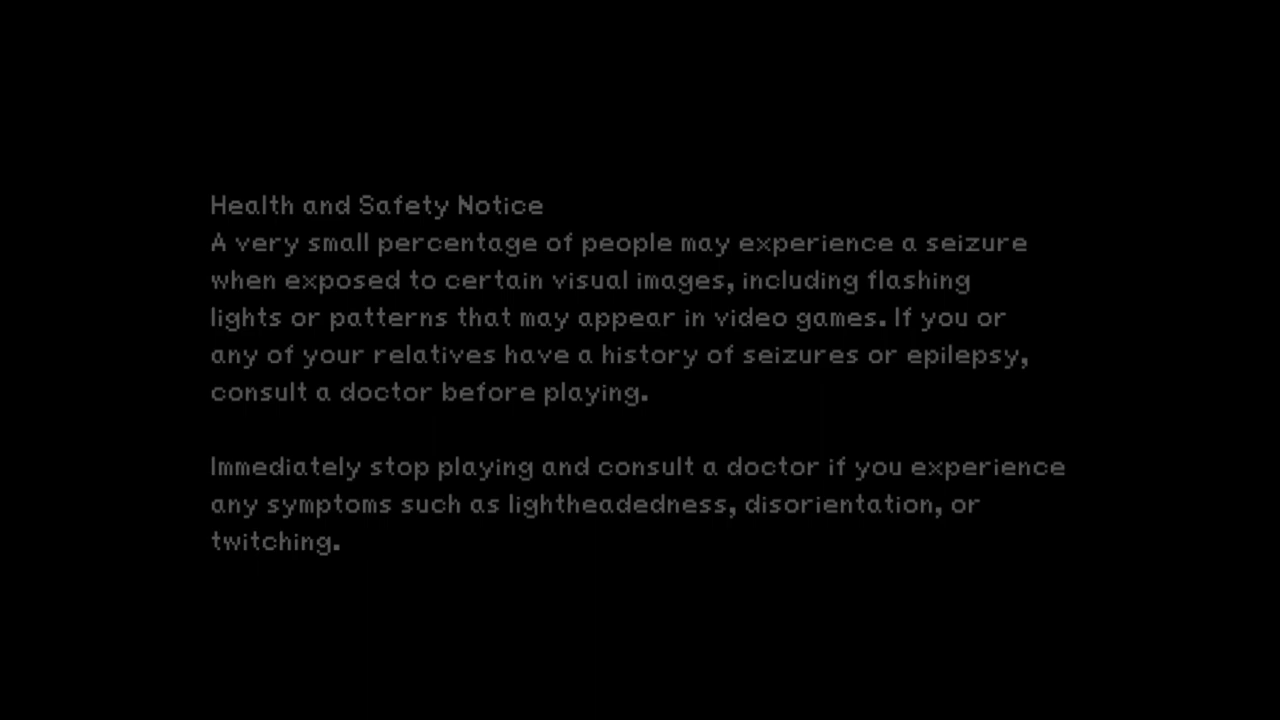 Health and Safety Notice
A very small percentage of people may experience a seizure
when exposed to certain visual images, including flashing
lights or patterns that may appear in video games. If you or
any of your relatives have a history of seizures or epilepsy,
consult a doctor before playing.
Immediately stop playing and consult a doctor if you experience
any symptoms such as lightheadedness, disorientation, or
twitching.